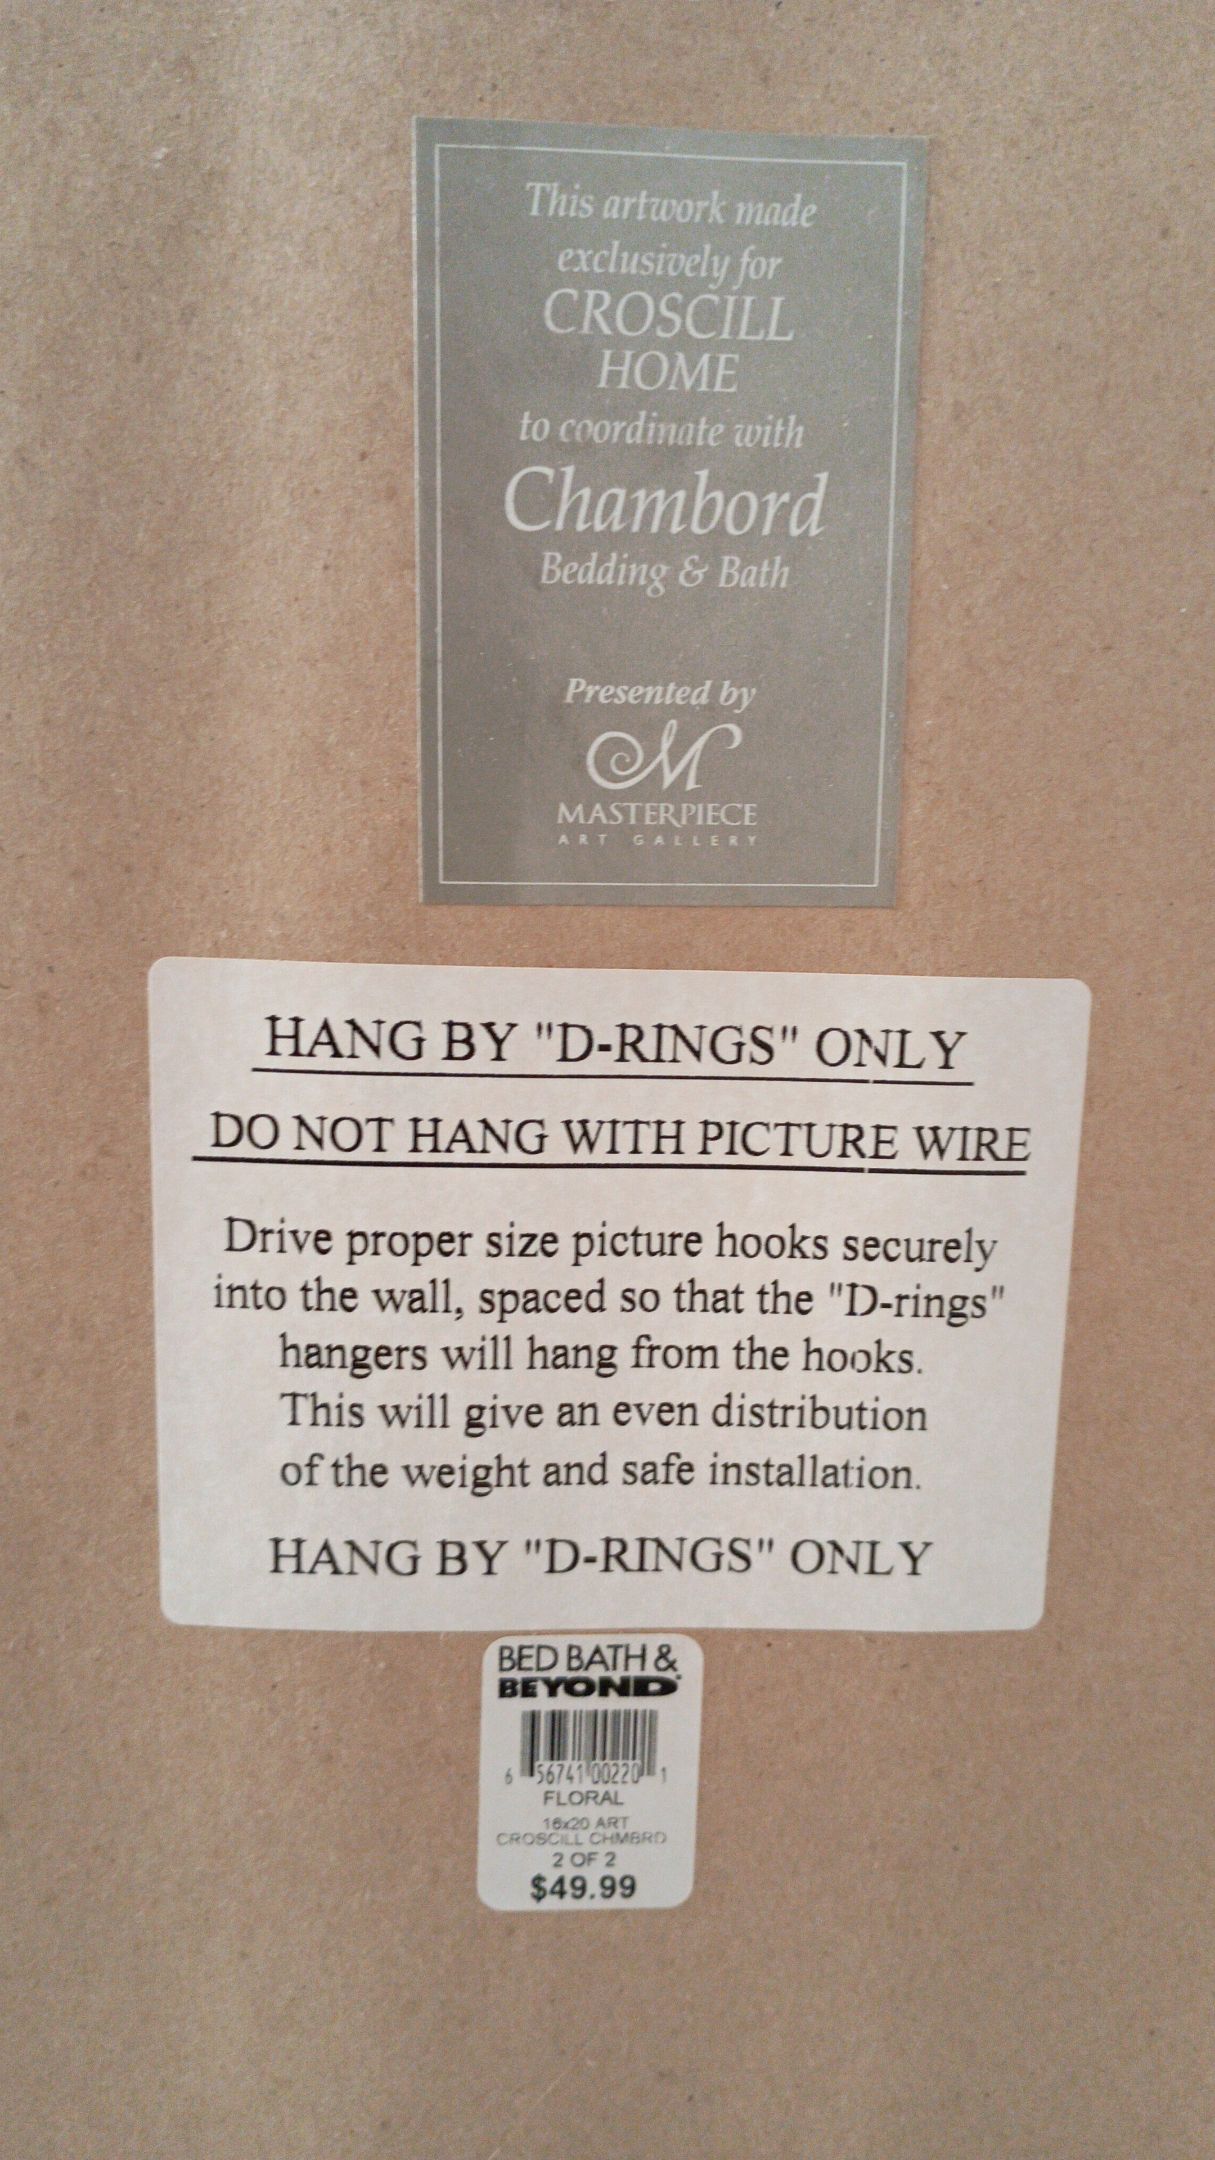 This artwork made
exclusively for
CROSCILL
HOME
to coordinate with
Chambord
Bedding & Bath
Presented by
M
MASTERPIECE
ART GALLERY
HANG BY "D-RINGS" ONLY
DO NOT HANG WITH PICTURE WIRE
Drive proper size picture hooks securely
into the wall, spaced so that the "D-rings"
hangers will hang from the hooks.
This will give an even distribution
of the weight and safe installation.
HANG BY "D-RINGS" ONLY
BED BATH &
BEYOND
6 56741 00220 1
FLORAL
16x20 ART
CROSCILL CHMBRD
2 OF 2
$49.99